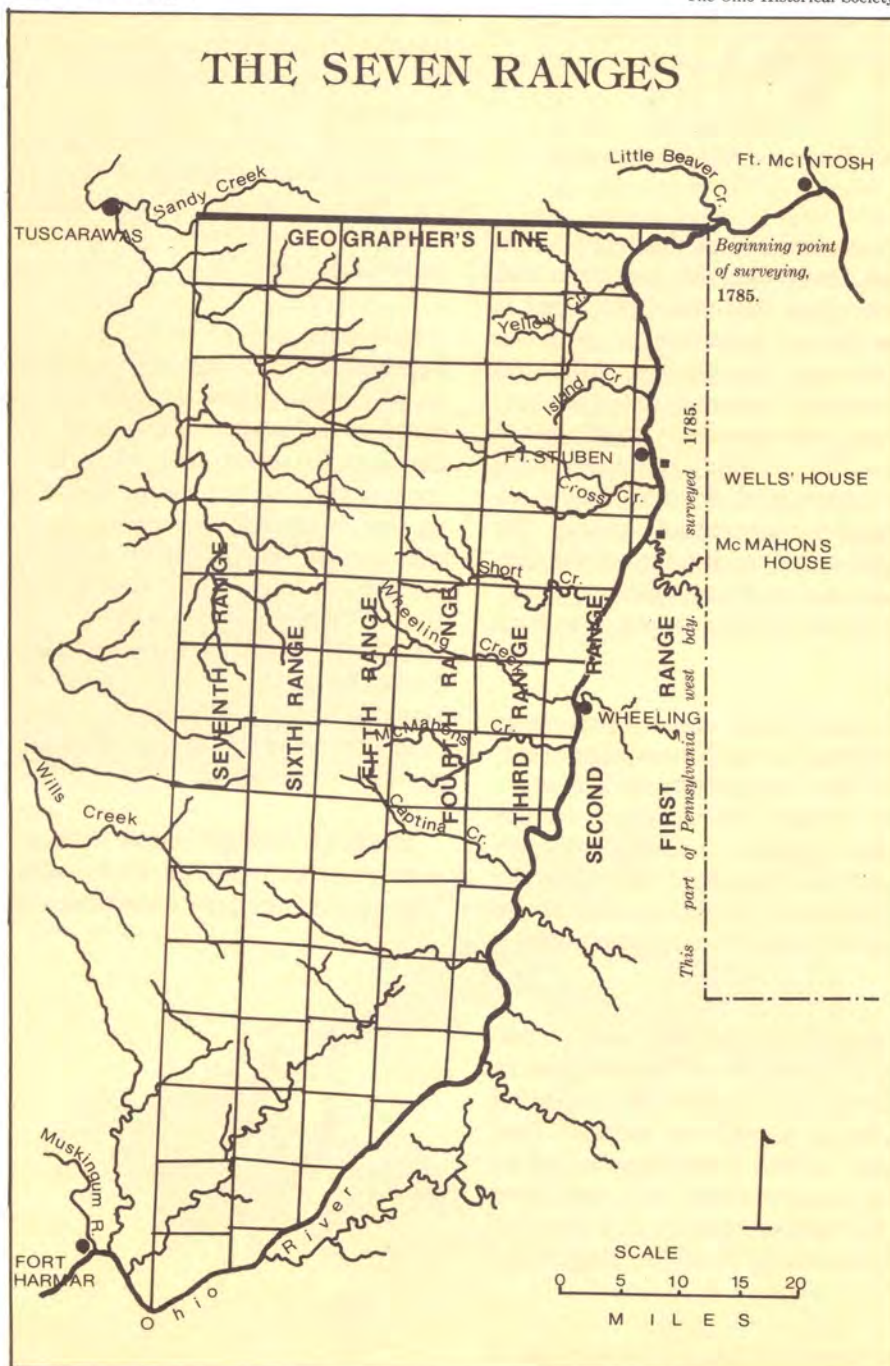 The Ohio Historical Society
THE SEVEN RANGES
Little Beaver Cr.
Ft. McINTOSH
Sandy Creek
TUSCARAWAS
GEOGRAPHER'S LINE
Beginning point
of surveying,
1785.
Yellow Cr.
Island Cr
FT. STUBEN
Cross Cr.
WELLS' HOUSE
McMAHONS
HOUSE
Short Cr.
Wheeling Creek
WHEELING
McMahons Cr.
Captina Cr.
Wills
Creek
SEVENTH RANGE
SIXTH RANGE
FIFTH RANGE
FOURTH RANGE
THIRD RANGE
SECOND RANGE
FIRST RANGE
This part of Pennsylvania west bdy. surveyed 1785.
Muskingum R.
FORT
HARMAR
Ohio River
SCALE
0 5 10 15 20
MILES